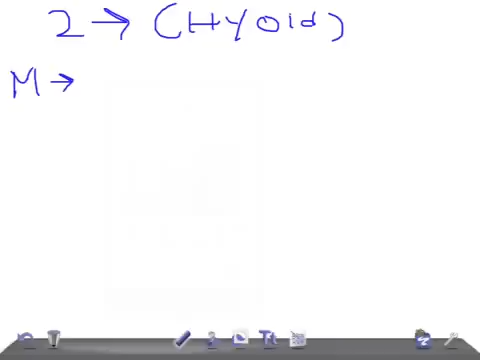 2 → (Hyoid)
M →